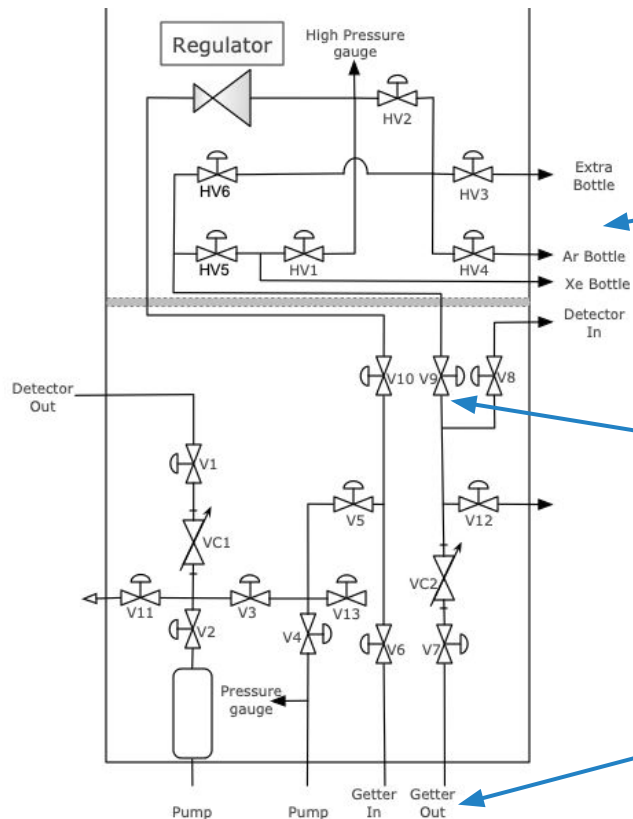 Regulator
High Pressure
gauge
HV2
HV6
HV3
Extra
Bottle
HV5
HV1
HV4
Ar Bottle
Xe Bottle
Detector
In
V10
V9
V8
Detector
Out
V1
V5
V12
VC1
VC2
V11
V3
V13
V2
V4
V6
V7
Pressure
gauge
Pump
Pump
Getter
In
Getter
Out